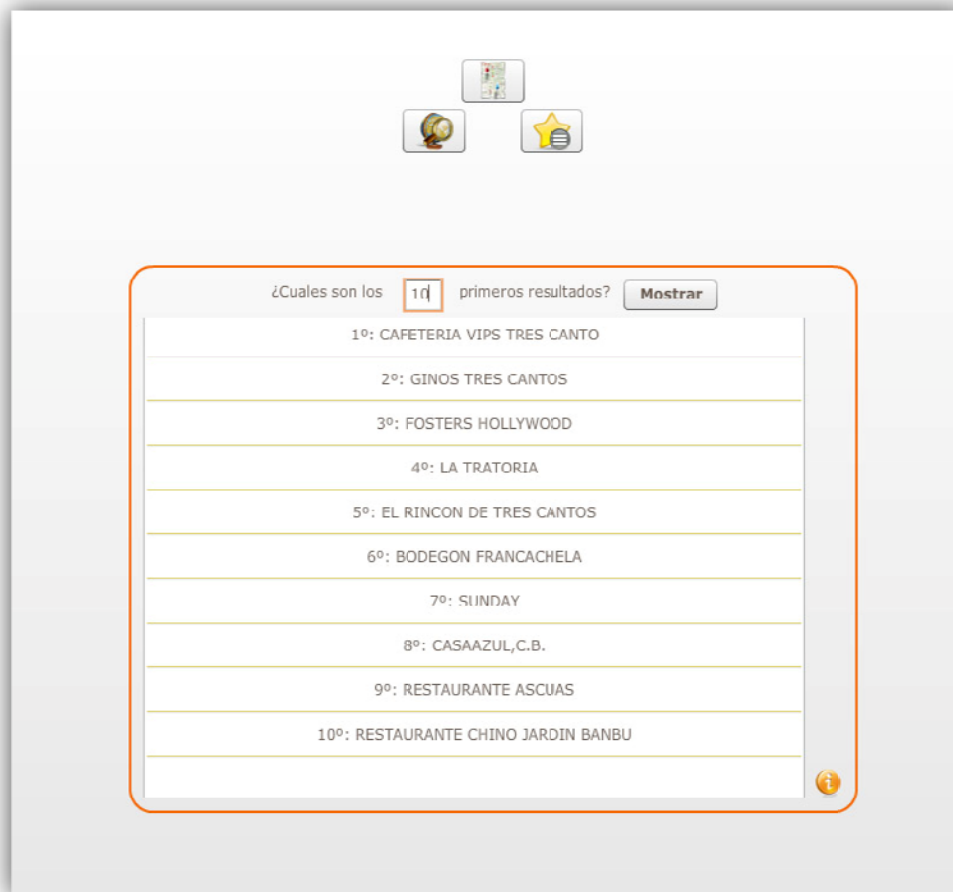 ¿Cuales son los 10 primeros resultados? Mostrar
1º: CAFETERIA VIPS TRES CANTO
2º: GINOS TRES CANTOS
3º: FOSTERS HOLLYWOOD
4º: LA TRATORIA
5º: EL RINCON DE TRES CANTOS
6º: BODEGON FRANCACHELA
7º: SUNDAY
8º: CASAAZUL,C.B.
9º: RESTAURANTE ASCUAS
10º: RESTAURANTE CHINO JARDIN BANBU